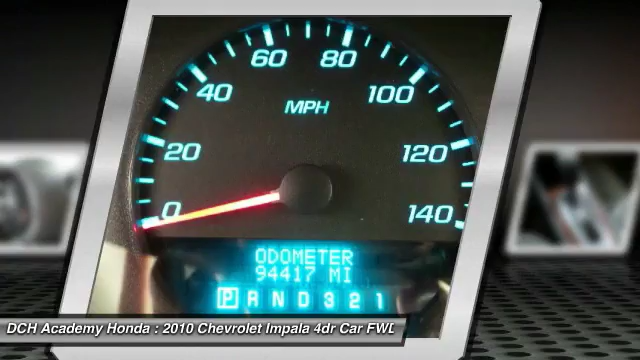 60 80
40 100
MPH
20 120
0 140
ODOMETER
94417 MI
P R N D 3 2 1
DCH Academy Honda : 2010 Chevrolet Impala 4dr Car FWD